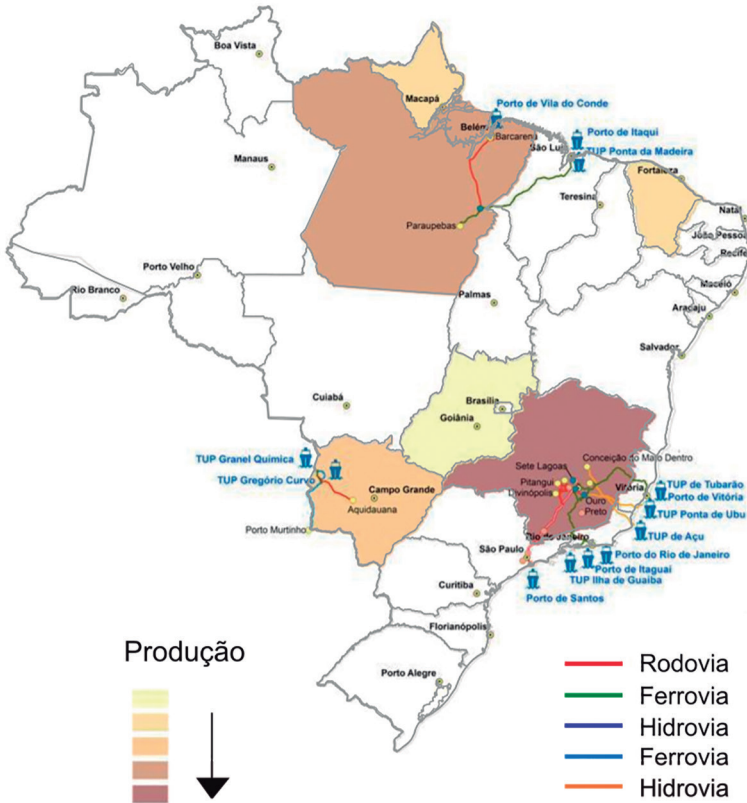 Boa Vista
Macapá
Porto de Vila do Conde
Belém
Barcarena
Porto de Itaqui
São Lu
TUP Ponta da Madeira
Manaus
Fortaleza
Teresina
Natal
Paraupebas
João Pessoa
Recife
Porto Velho
Rio Branco
Palmas
Maceió
Aracaju
Salvador
Cuiabá
Brasília
Goiânia
TUP Granel Quimica
TUP Gregório Curvo
Campo Grande
Aquidauana
Porto Murtinho
Conceição do Mato Dentro
Sete Lagoas
Pitangui
Divinópolis
Ouro
Preto
Vitória
TUP de Tubarão
Porto de Vitória
TUP Ponta de Ubu
TUP de Açu
Rio de Janeiro
Porto do Rio de Janeiro
São Paulo
Porto de Itaguai
TUP Ilha de Guaiba
Porto de Santos
Curitiba
Florianópolis
Porto Alegre
Produção
Rodovia
Ferrovia
Hidrovia
Ferrovia
Hidrovia